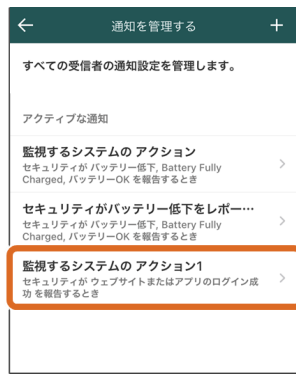 通知を管理する
すべての受信者の通知設定を管理します。
アクティブな通知
監視するシステムの アクション
セキュリティが バッテリー低下, Battery Fully
Charged, バッテリーOK を報告するとき
セキュリティがバッテリー低下をレポー…
セキュリティが バッテリー低下, Battery Fully
Charged, バッテリーOK を報告するとき
監視するシステムの アクション1
セキュリティが ウェブサイトまたはアプリのログイン成
功 を報告するとき